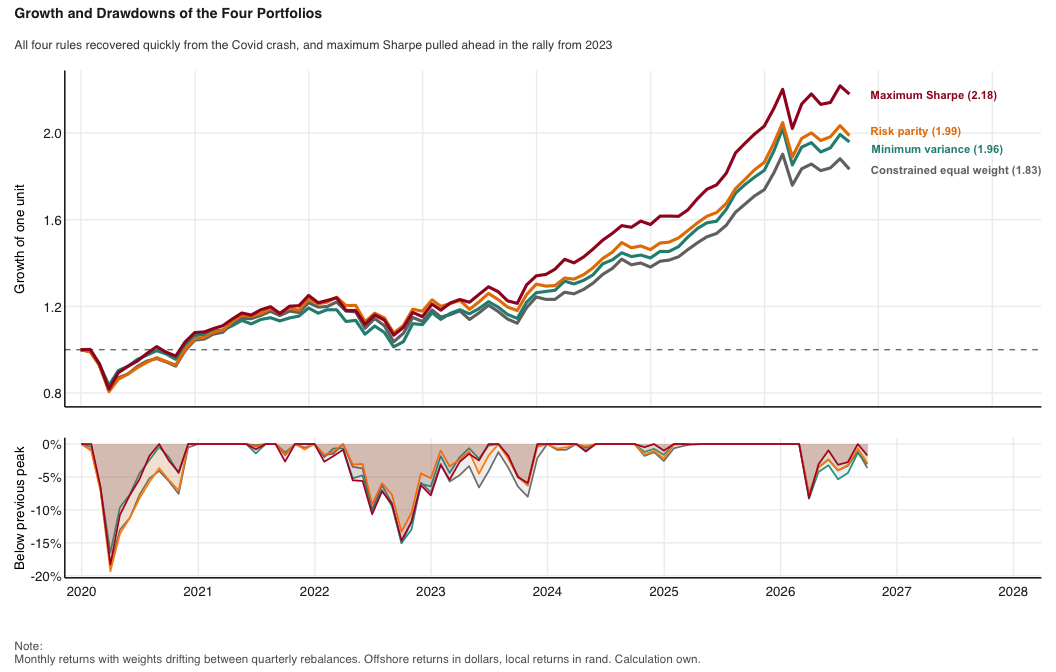 Growth and Drawdowns of the Four Portfolios
All four rules recovered quickly from the Covid crash, and maximum Sharpe pulled ahead in the rally from 2023
Growth of one unit
2.0
1.6
1.2
0.8
Maximum Sharpe (2.18)
Risk parity (1.99)
Minimum variance (1.96)
Constrained equal weight (1.83)
Below previous peak
0%
-5%
-10%
-15%
-20%
2020 2021 2022 2023 2024 2025 2026 2027 2028
Note:
Monthly returns with weights drifting between quarterly rebalances. Offshore returns in dollars, local returns in rand. Calculation own.